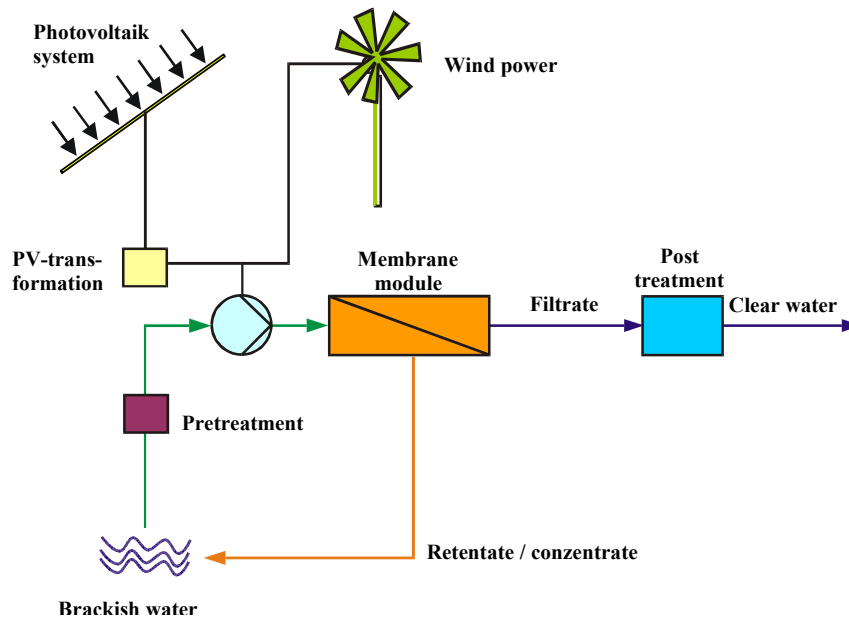 Photovoltaik
system
Wind power
PV-trans-
formation
Membrane
module
Post
treatment
Filtrate
Clear water
Pretreatment
Retentate / conzentrate
Brackish water